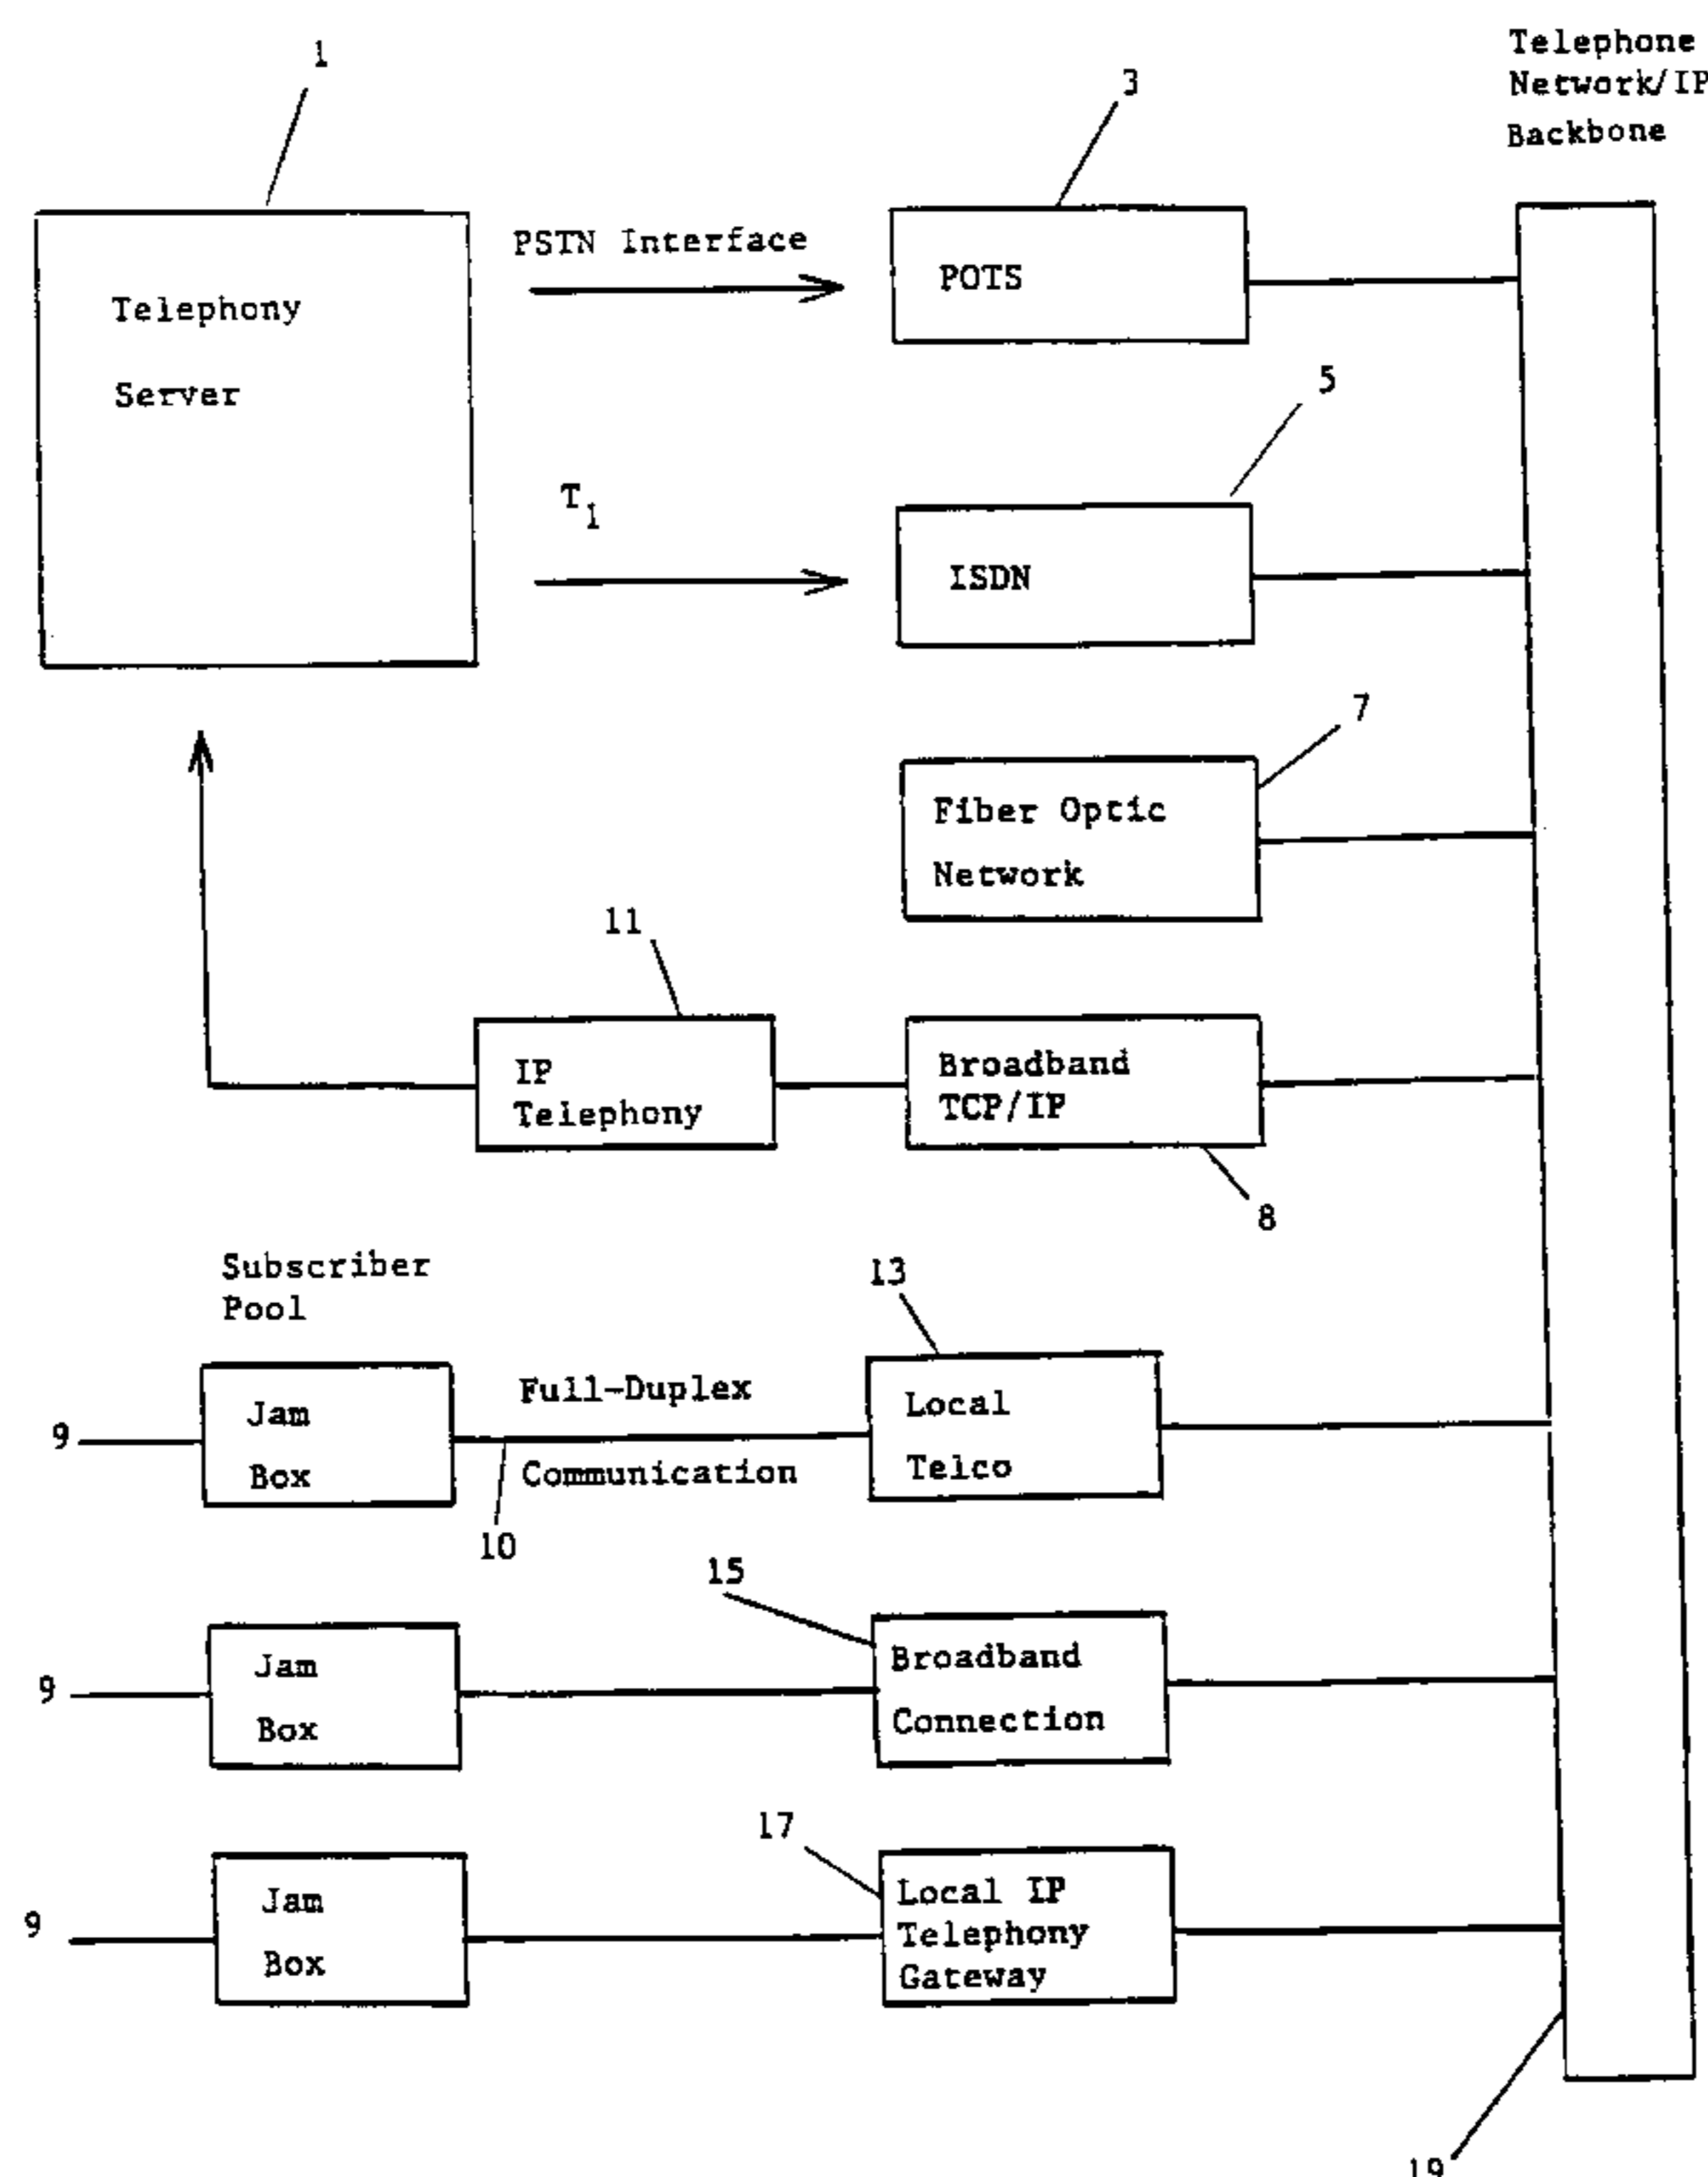 1
3
Telephone
Network/IP
Backbone
PSTN Interface
POTS
Telephony
Server
5
T1
ISDN
7
Fiber Optic
Network
11
IP
Telephony
Broadband
TCP/IP
8
Subscriber
Pool
13
9
Jam
Box
Full-Duplex
Communication
10
Local
Telco
15
9
Jam
Box
Broadband
Connection
17
9
Jam
Box
Local IP
Telephony
Gateway
19